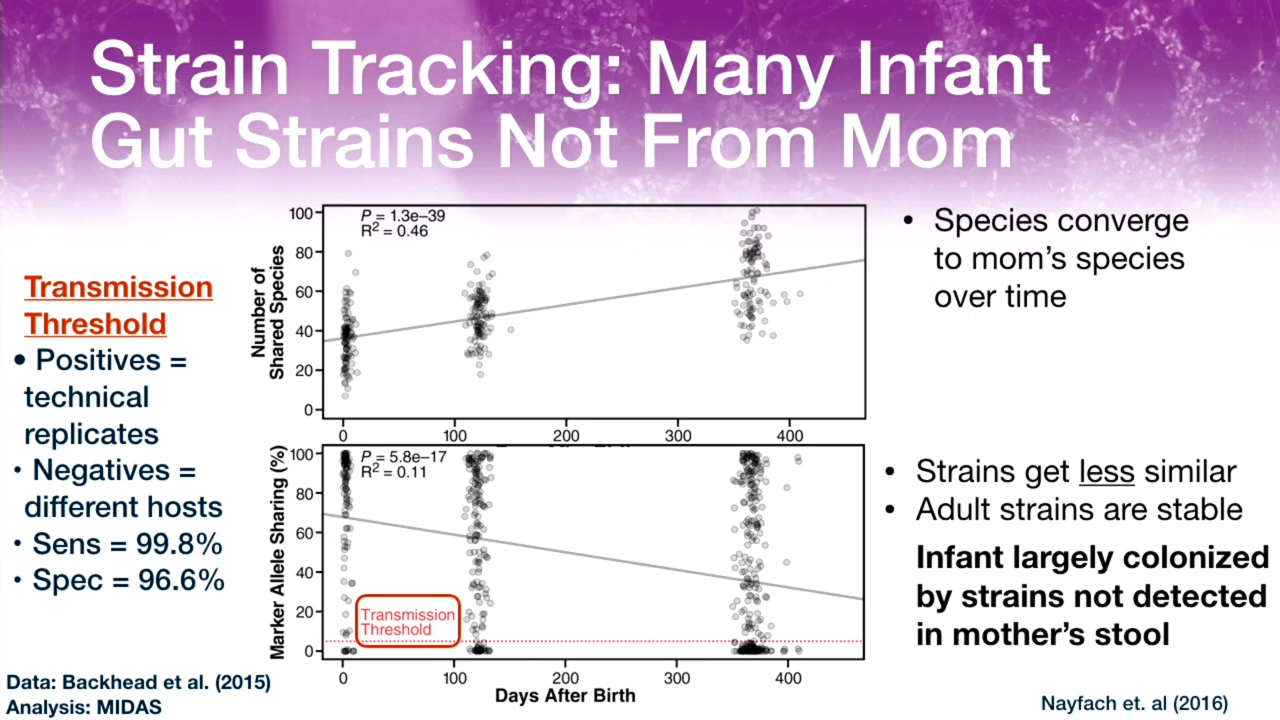 Strain Tracking: Many Infant
Gut Strains Not From Mom
Transmission
Threshold
• Positives =
technical
replicates
• Negatives =
different hosts
• Sens = 99.8%
• Spec = 96.6%
Number of
Shared Species
100
80
60
40
20
0
P = 1.3e–39
R² = 0.46
0 100 200 300 400
Marker Allele Sharing (%)
100
80
60
40
20
0
P = 5.8e–17
R² = 0.11
Transmission
Threshold
0 100 200 300 400
Days After Birth
• Species converge
to mom’s species
over time
• Strains get less similar
• Adult strains are stable
Infant largely colonized
by strains not detected
in mother’s stool
Data: Backhead et al. (2015)
Analysis: MIDAS
Nayfach et. al (2016)